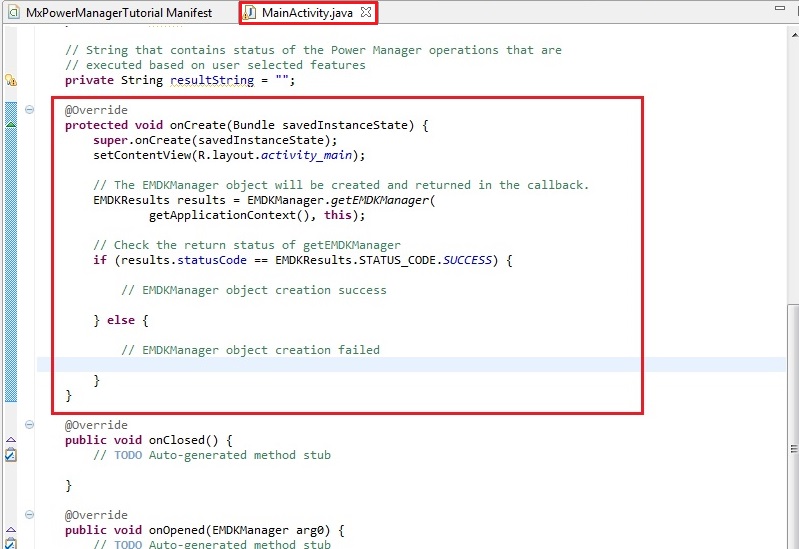 MxPowerManagerTutorial Manifest
MainActivity.java
// String that contains status of the Power Manager operations that are
// executed based on user selected features
private String resultString = "";
@Override
protected void onCreate(Bundle savedInstanceState) {
super.onCreate(savedInstanceState);
setContentView(R.layout.activity_main);
// The EMDKManager object will be created and returned in the callback.
EMDKResults results = EMDKManager.getEMDKManager(
getApplicationContext(), this);
// Check the return status of getEMDKManager
if (results.statusCode == EMDKResults.STATUS_CODE.SUCCESS) {
// EMDKManager object creation success
} else {
// EMDKManager object creation failed
}
}
@Override
public void onClosed() {
// TODO Auto-generated method stub
}
@Override
public void onOpened(EMDKManager arg0) {
// TODO Auto-generated method stub